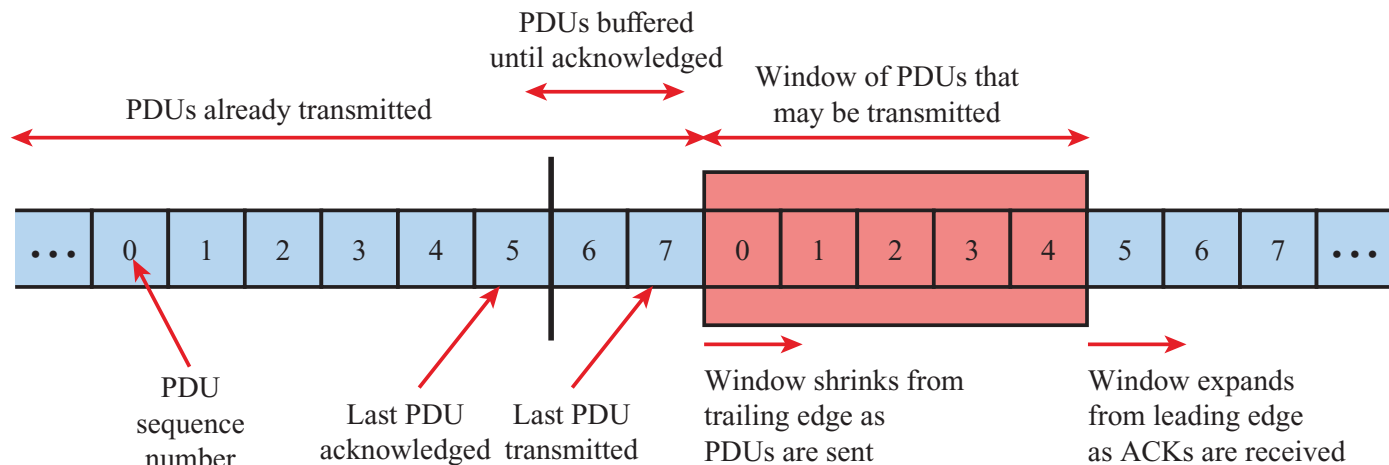 PDUs buffered
until acknowledged
Window of PDUs that
may be transmitted
PDUs already transmitted
... 0 1 2 3 4 5 6 7 0 1 2 3 4 5 6 7 ...
PDU
sequence
number
Last PDU
acknowledged
Last PDU
transmitted
Window shrinks from
trailing edge as
PDUs are sent
Window expands
from leading edge
as ACKs are received